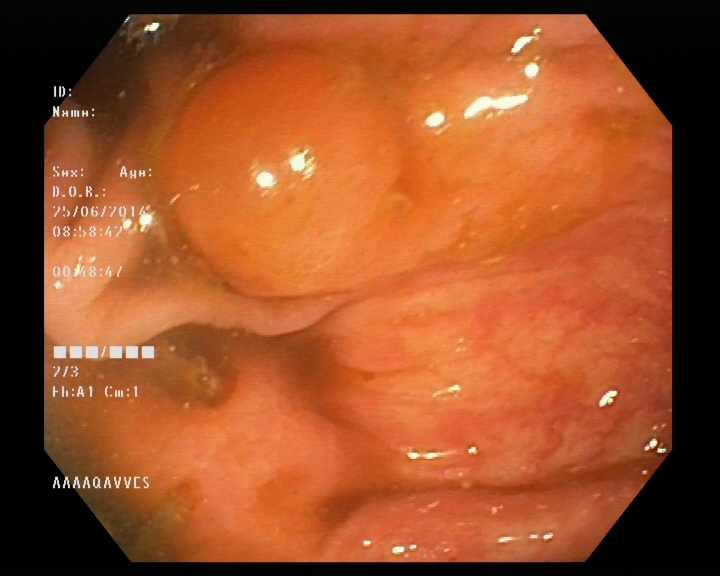 ID:
Name:
Sex: Age:
D.O.R.:
25/06/2014
08:58:42
00:48:47
■■■/■■■
2/3
Eh:A1 Cm:1
AAAAQAVVES